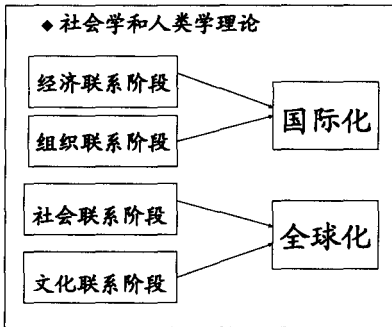 ◆ 社会学和人类学理论
经济联系阶段
组织联系阶段
国际化
社会联系阶段
文化联系阶段
全球化